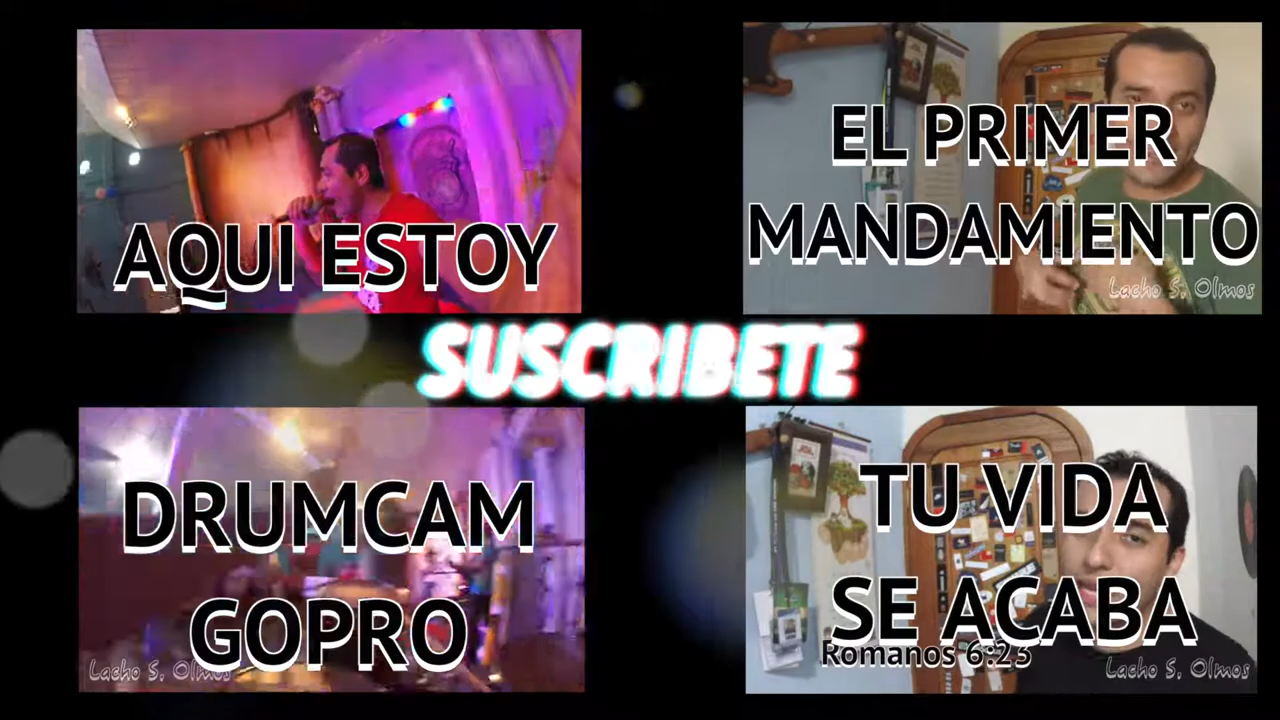 AQUI ESTOY
EL PRIMER
MANDAMIENTO
Lacho S. Olmos
SUSCRIBETE
DRUMCAM
GOPRO
Lacho S. Olmos
TU VIDA
SE ACABA
Romanos 6:23
Lacho S. Olmos